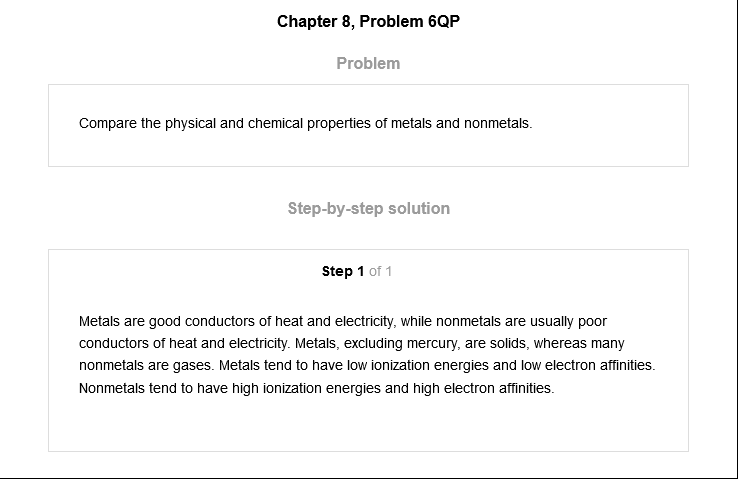 Chapter 8, Problem 6QP
Problem
Compare the physical and chemical properties of metals and nonmetals.
Step-by-step solution
Step 1 of 1
Metals are good conductors of heat and electricity, while nonmetals are usually poor
conductors of heat and electricity. Metals, excluding mercury, are solids, whereas many
nonmetals are gases. Metals tend to have low ionization energies and low electron affinities.
Nonmetals tend to have high ionization energies and high electron affinities.